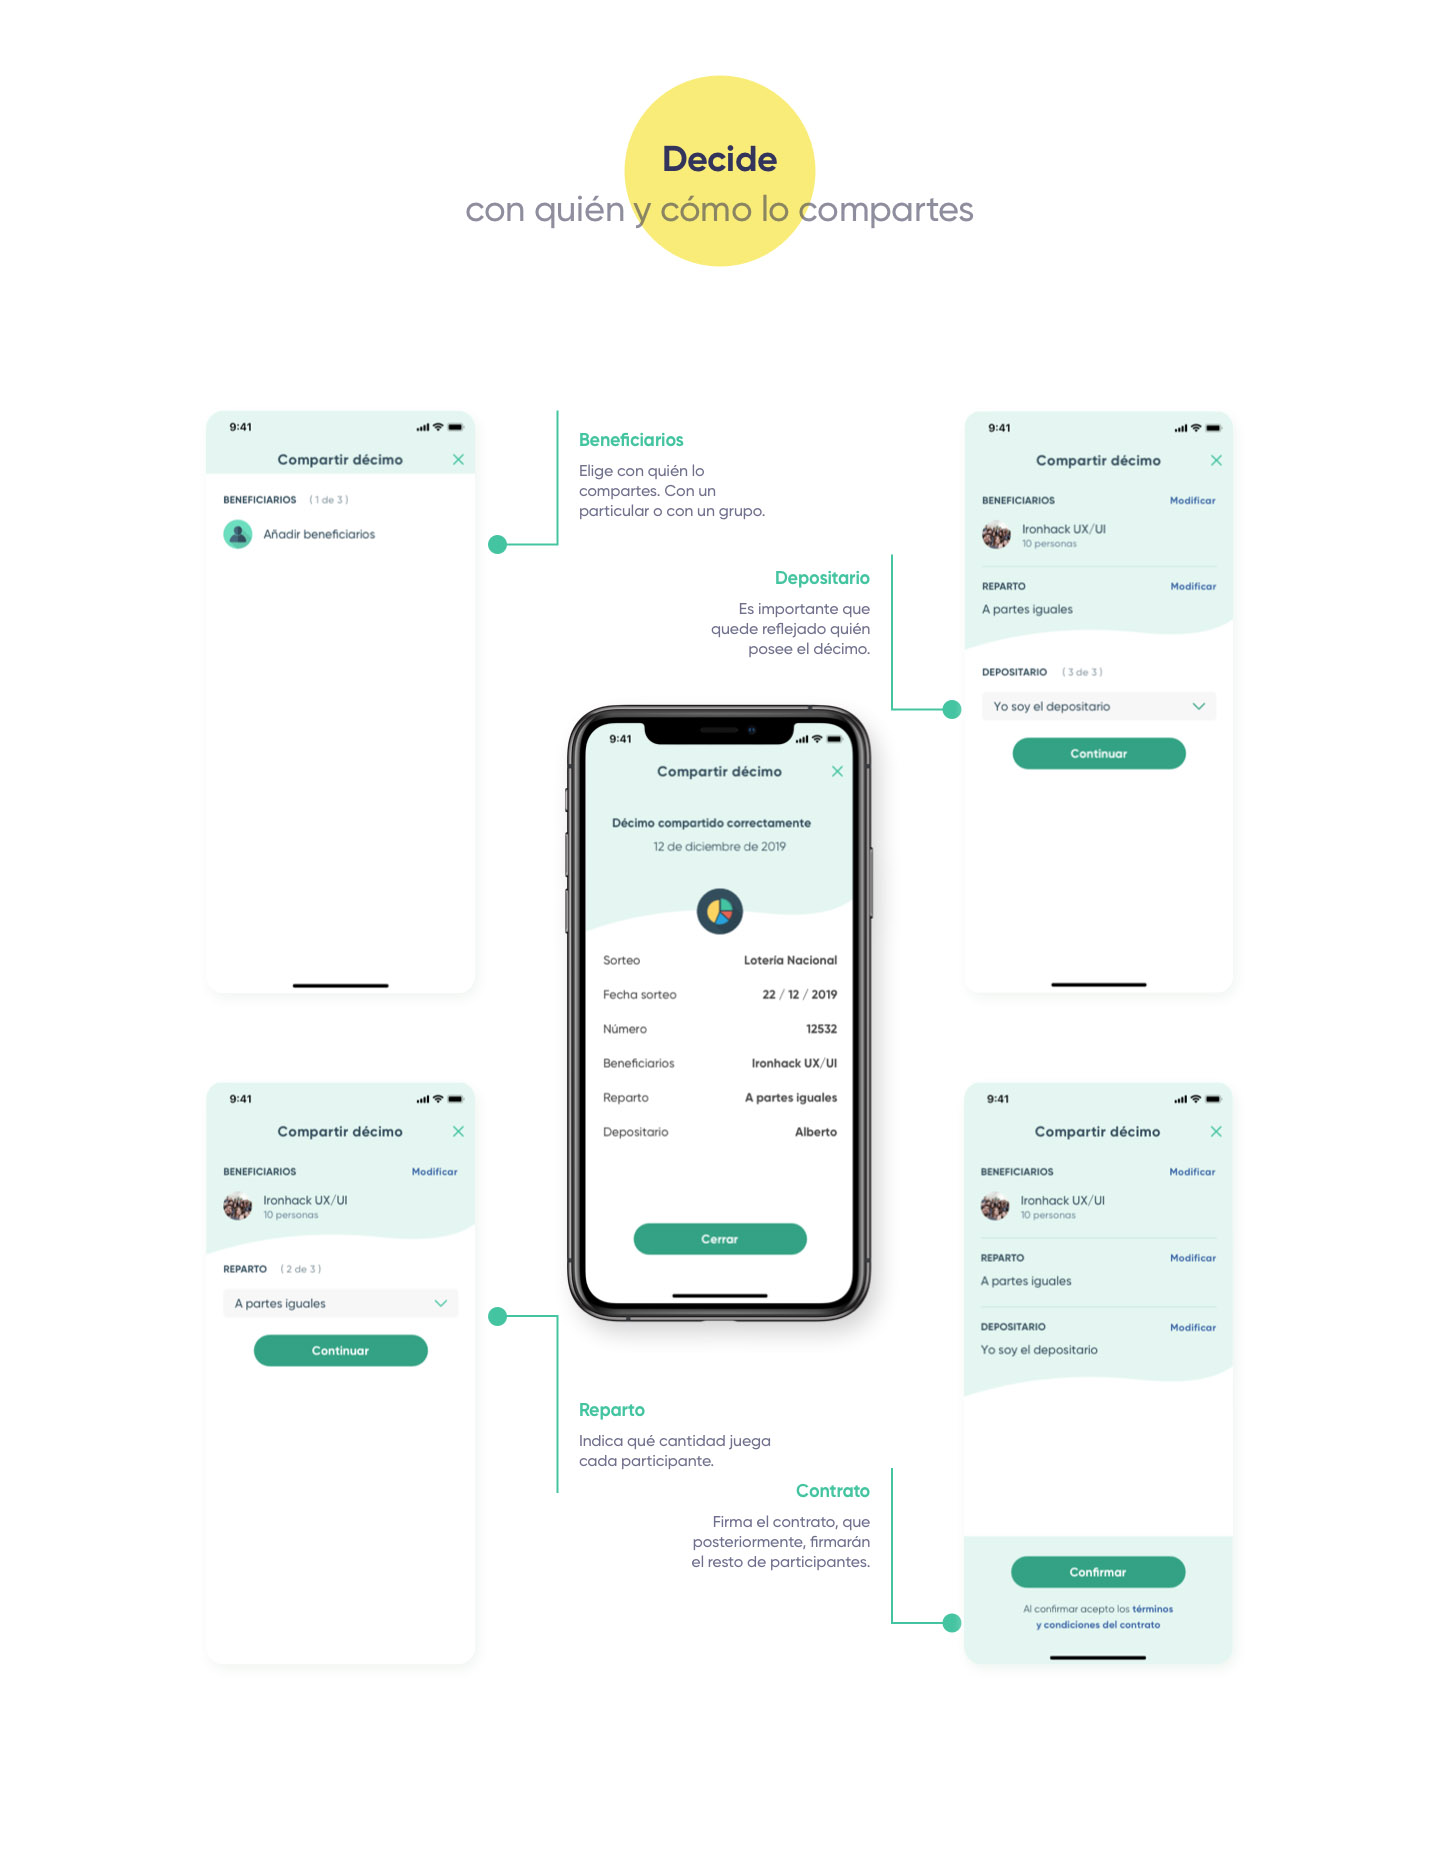 Decide
con quién y cómo lo compartes
9:41
Compartir décimo
BENEFICIARIOS ( 1 de 3 )
Añadir beneficiarios
Beneficiarios
Elige con quién lo
compartes. Con un
particular o con un grupo.
Depositario
Es importante que
quede reflejado quién
posee el décimo.
9:41
Compartir décimo
BENEFICIARIOS Modificar
Ironhack UX/UI
10 personas
REPARTO Modificar
A partes iguales
DEPOSITARIO ( 3 de 3 )
Yo soy el depositario
Continuar
9:41
Compartir décimo
Décimo compartido correctamente
12 de diciembre de 2019
Sorteo Lotería Nacional
Fecha sorteo 22 / 12 / 2019
Número 12532
Beneficiarios Ironhack UX/UI
Reparto A partes iguales
Depositario Alberto
Cerrar
9:41
Compartir décimo
BENEFICIARIOS Modificar
Ironhack UX/UI
10 personas
REPARTO ( 2 de 3 )
A partes iguales
Continuar
Reparto
Indica qué cantidad juega
cada participante.
Contrato
Firma el contrato, que
posteriormente, firmarán
el resto de participantes.
9:41
Compartir décimo
BENEFICIARIOS Modificar
Ironhack UX/UI
10 personas
REPARTO Modificar
A partes iguales
DEPOSITARIO Modificar
Yo soy el depositario
Confirmar
Al confirmar acepto los términos
y condiciones del contrato